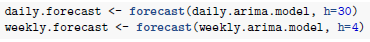 daily.forecast <- forecast(daily.arima.model, h=30)
weekly.forecast <- forecast(weekly.arima.model, h=4)